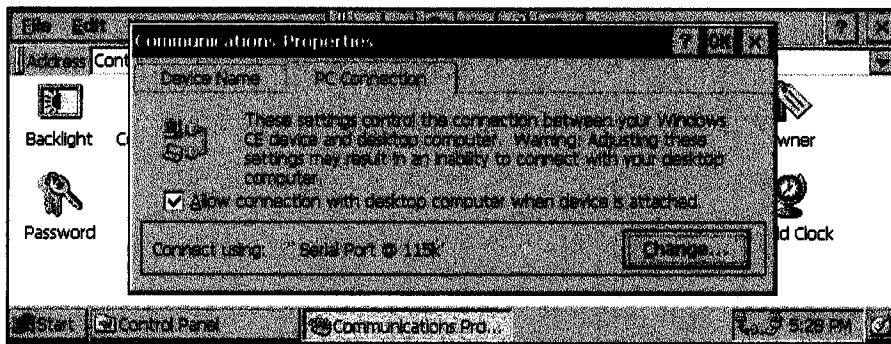 File Edit
Communications Properties ? OK X
Address Cont
Device Name PC Connection
These settings control the connection between your Windows
CE device and desktop computer. Warning: Adjusting these
settings may result in an inability to connect with your desktop
computer.
Backlight C wner
Allow connection with desktop computer when device is attached.
Password ld Clock
Connect using: 'Serial Port @ 115k' Change...
Start Control Panel Communications Pro... 5:28 PM